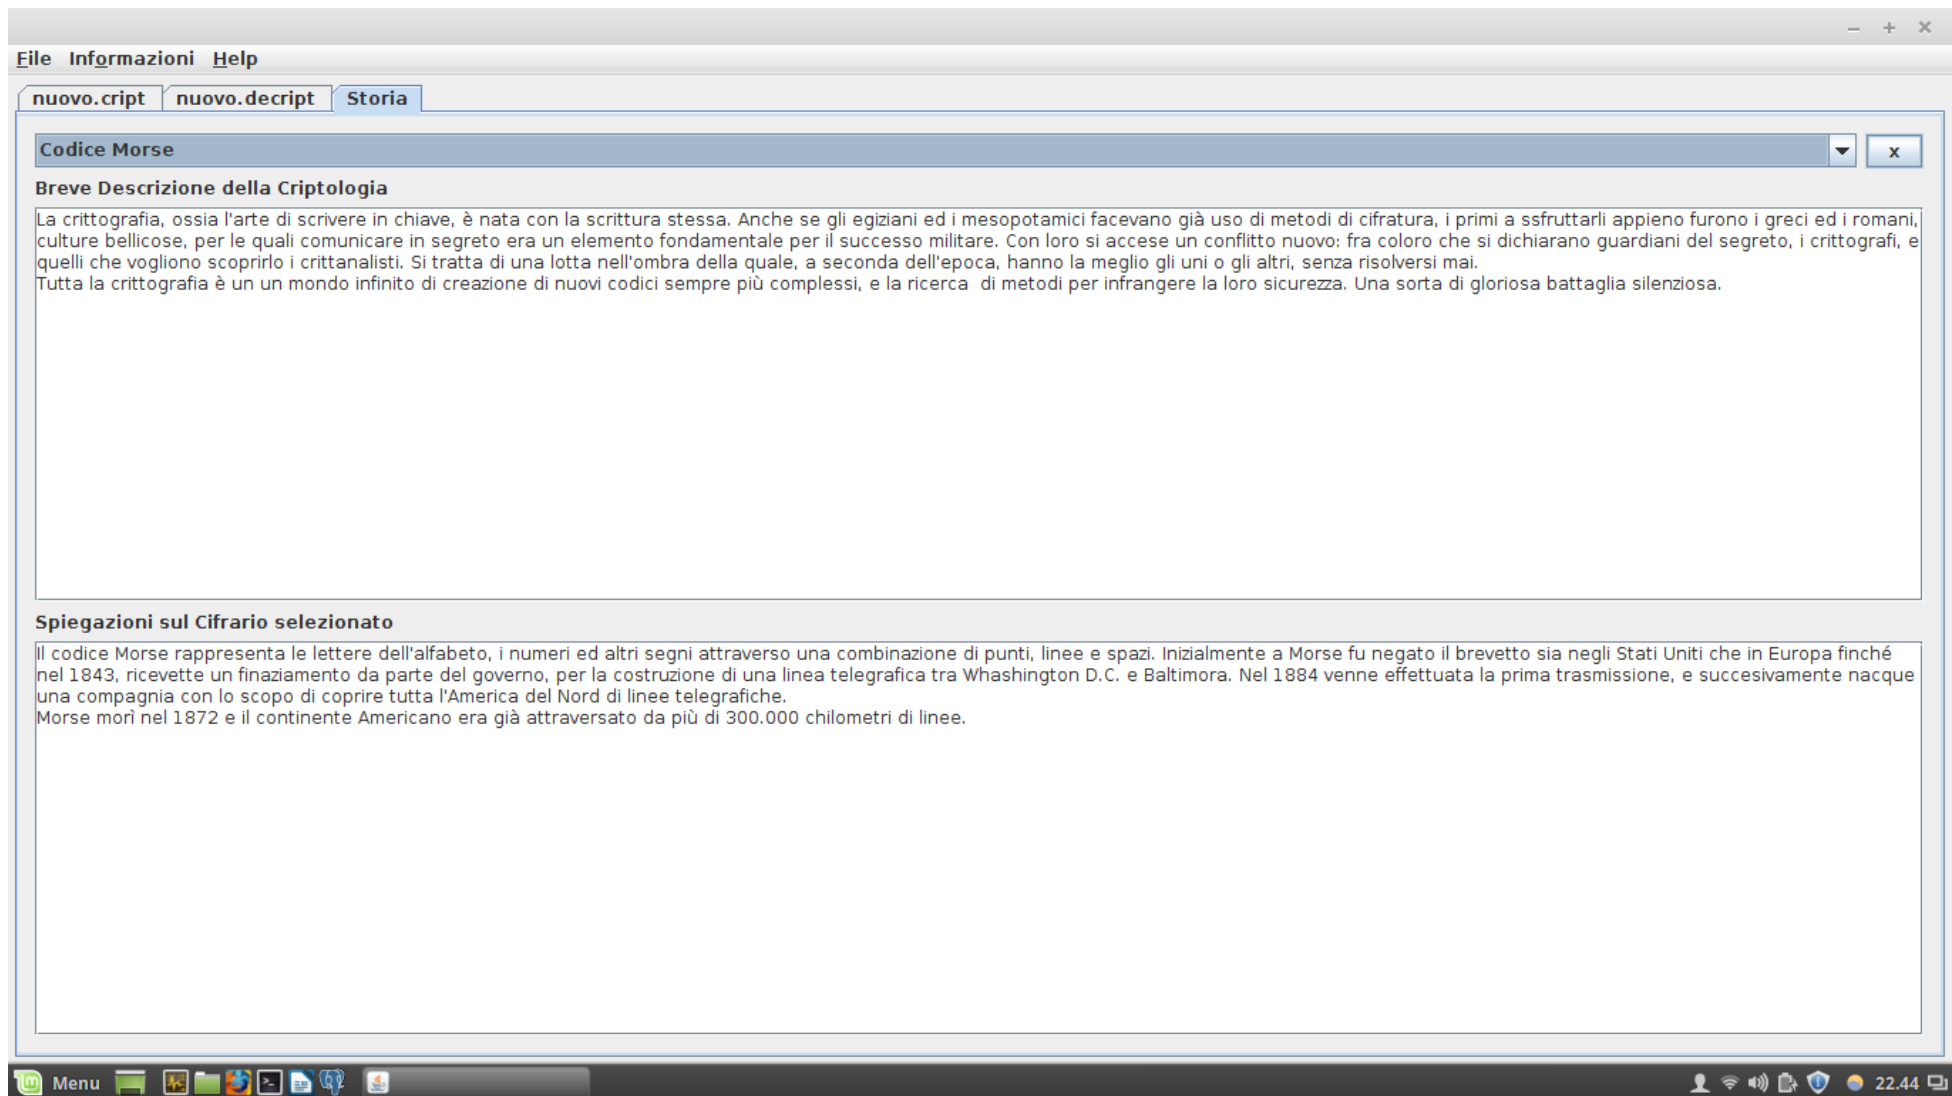 File Informazioni Help
nuovo.cript nuovo.decript Storia
Codice Morse x
Breve Descrizione della Criptologia
La crittografia, ossia l'arte di scrivere in chiave, è nata con la scrittura stessa. Anche se gli egiziani ed i mesopotamici facevano già uso di metodi di cifratura, i primi a ssfruttarli appieno furono i greci ed i romani,
culture bellicose, per le quali comunicare in segreto era un elemento fondamentale per il successo militare. Con loro si accese un conflitto nuovo: fra coloro che si dichiarano guardiani del segreto, i crittografi, e
quelli che vogliono scoprirlo i crittanalisti. Si tratta di una lotta nell'ombra della quale, a seconda dell'epoca, hanno la meglio gli uni o gli altri, senza risolversi mai.
Tutta la crittografia è un un mondo infinito di creazione di nuovi codici sempre più complessi, e la ricerca  di metodi per infrangere la loro sicurezza. Una sorta di gloriosa battaglia silenziosa.
Spiegazioni sul Cifrario selezionato
Il codice Morse rappresenta le lettere dell'alfabeto, i numeri ed altri segni attraverso una combinazione di punti, linee e spazi. Inizialmente a Morse fu negato il brevetto sia negli Stati Uniti che in Europa finché
nel 1843, ricevette un finaziamento da parte del governo, per la costruzione di una linea telegrafica tra Whashington D.C. e Baltimora. Nel 1884 venne effettuata la prima trasmissione, e succesivamente nacque
una compagnia con lo scopo di coprire tutta l'America del Nord di linee telegrafiche.
Morse morì nel 1872 e il continente Americano era già attraversato da più di 300.000 chilometri di linee.
Menu 22.44